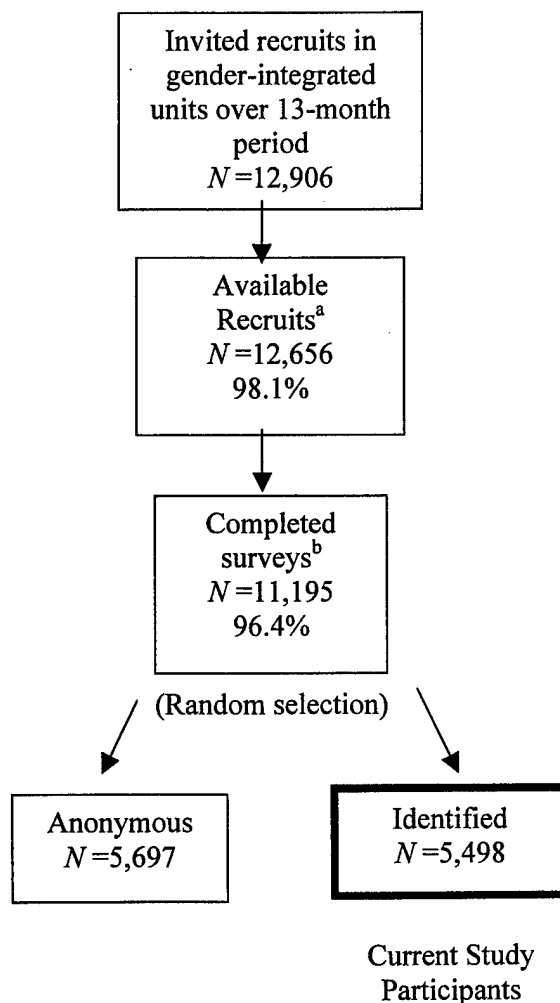 Invited recruits in
gender-integrated
units over 13-month
period
N=12,906
Available
Recruitsᵃ
N=12,656
98.1%
Completed
surveysᵇ
N=11,195
96.4%
(Random selection)
Anonymous
N=5,697
Identified
N=5,498
Current Study
Participants